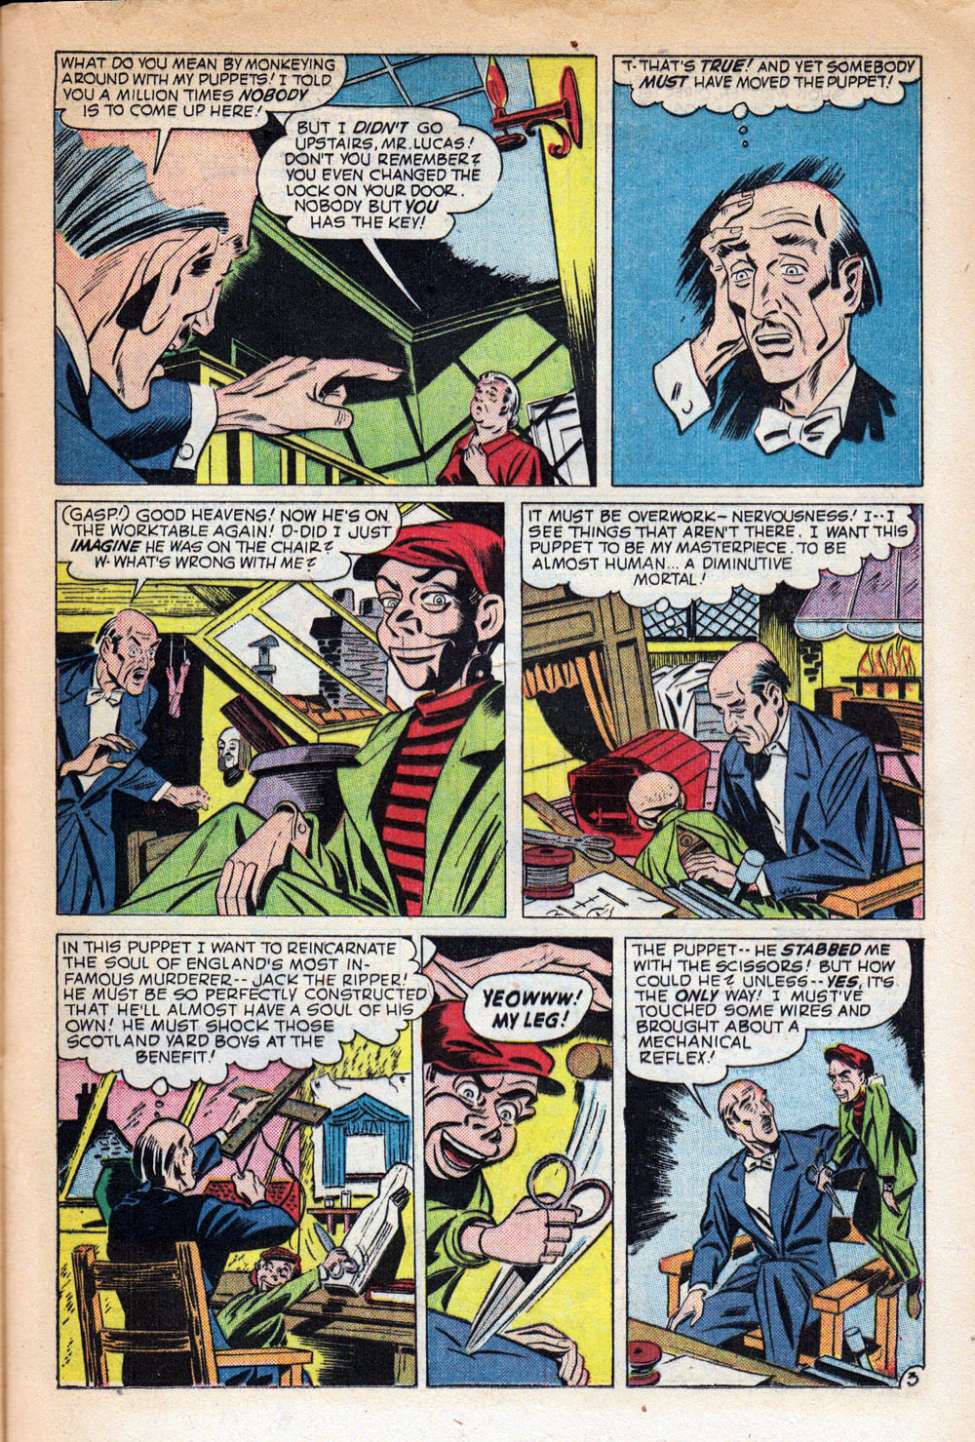 WHAT DO YOU MEAN BY MONKEYING
AROUND WITH MY PUPPETS! I TOLD
YOU A MILLION TIMES NOBODY
IS TO COME UP HERE!
BUT I DIDN'T GO
UPSTAIRS, MR. LUCAS!
DON'T YOU REMEMBER?
YOU EVEN CHANGED THE
LOCK ON YOUR DOOR.
NOBODY BUT YOU
HAS THE KEY!
T-THAT'S TRUE! AND YET SOMEBODY
MUST HAVE MOVED THE PUPPET!
(GASP!) GOOD HEAVENS! NOW HE'S ON
THE WORKTABLE AGAIN! D-DID I JUST
IMAGINE HE WAS ON THE CHAIR?
W-WHAT'S WRONG WITH ME?
IT MUST BE OVERWORK-- NERVOUSNESS! I--I
SEE THINGS THAT AREN'T THERE. I WANT THIS
PUPPET TO BE MY MASTERPIECE. TO BE
ALMOST HUMAN... A DIMINUTIVE
MORTAL!
IN THIS PUPPET I WANT TO REINCARNATE
THE SOUL OF ENGLAND'S MOST IN-
FAMOUS MURDERER-- JACK THE RIPPER!
HE MUST BE SO PERFECTLY CONSTRUCTED
THAT HE'LL ALMOST HAVE A SOUL OF HIS
OWN! HE MUST SHOCK THOSE
SCOTLAND YARD BOYS AT THE
BENEFIT!
YEOWWW!
MY LEG!
THE PUPPET-- HE STABBED ME
WITH THE SCISSORS! BUT HOW
COULD HE? UNLESS--YES, IT'S
THE ONLY WAY! I MUST'VE
TOUCHED SOME WIRES AND
BROUGHT ABOUT A
MECHANICAL
REFLEX!
3